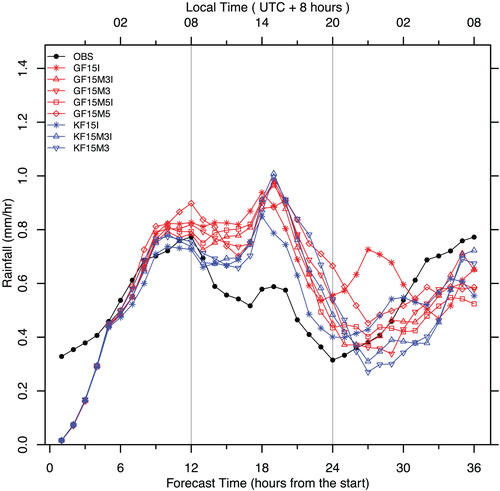 Local Time ( UTC + 8 hours )
02 08 14 20 02 08
OBS
GF15I
GF15M3I
GF15M3
GF15M5I
GF15M5
KF15I
KF15M3I
KF15M3
Rainfall (mm/hr)
1.4
1.2
1.0
0.8
0.6
0.4
0.2
0.0
0 6 12 18 24 30 36
Forecast Time (hours from the start)